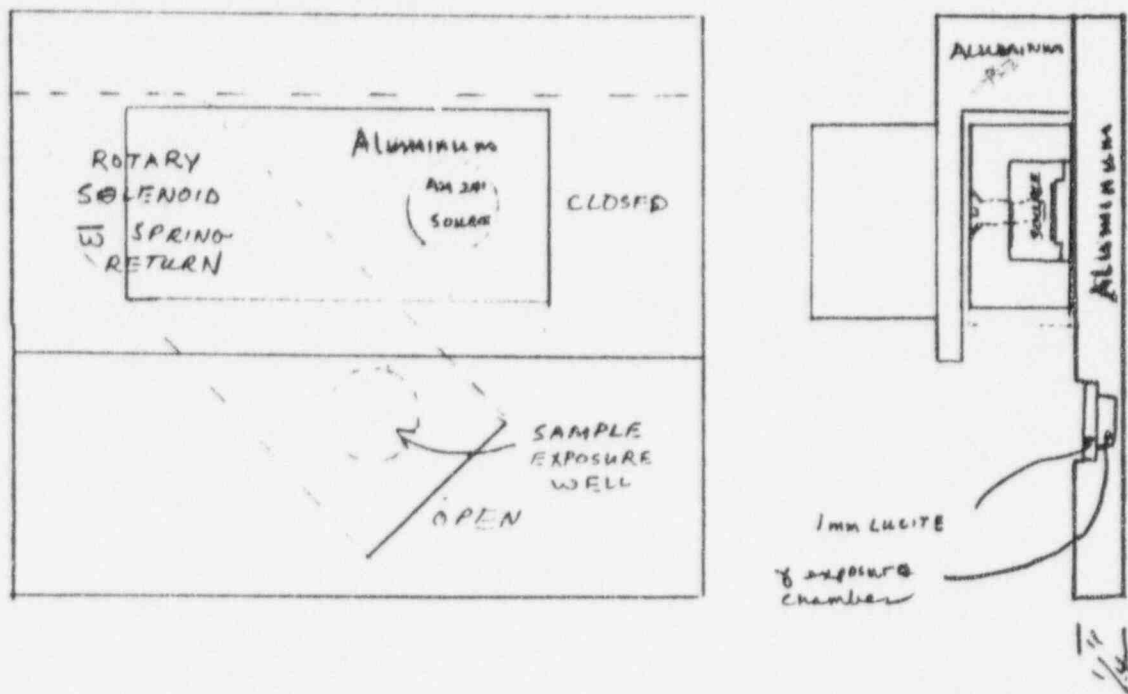 ROTARY
SOLENOID
w̅ SPRING
RETURN
ALUMINUM
AM 241
SOURCE
CLOSED
SAMPLE
EXPOSURE
WELL
OPEN
ALUMINUM
SOURCE
ALUMINUM
1mm LUCITE
γ exposure
chamber